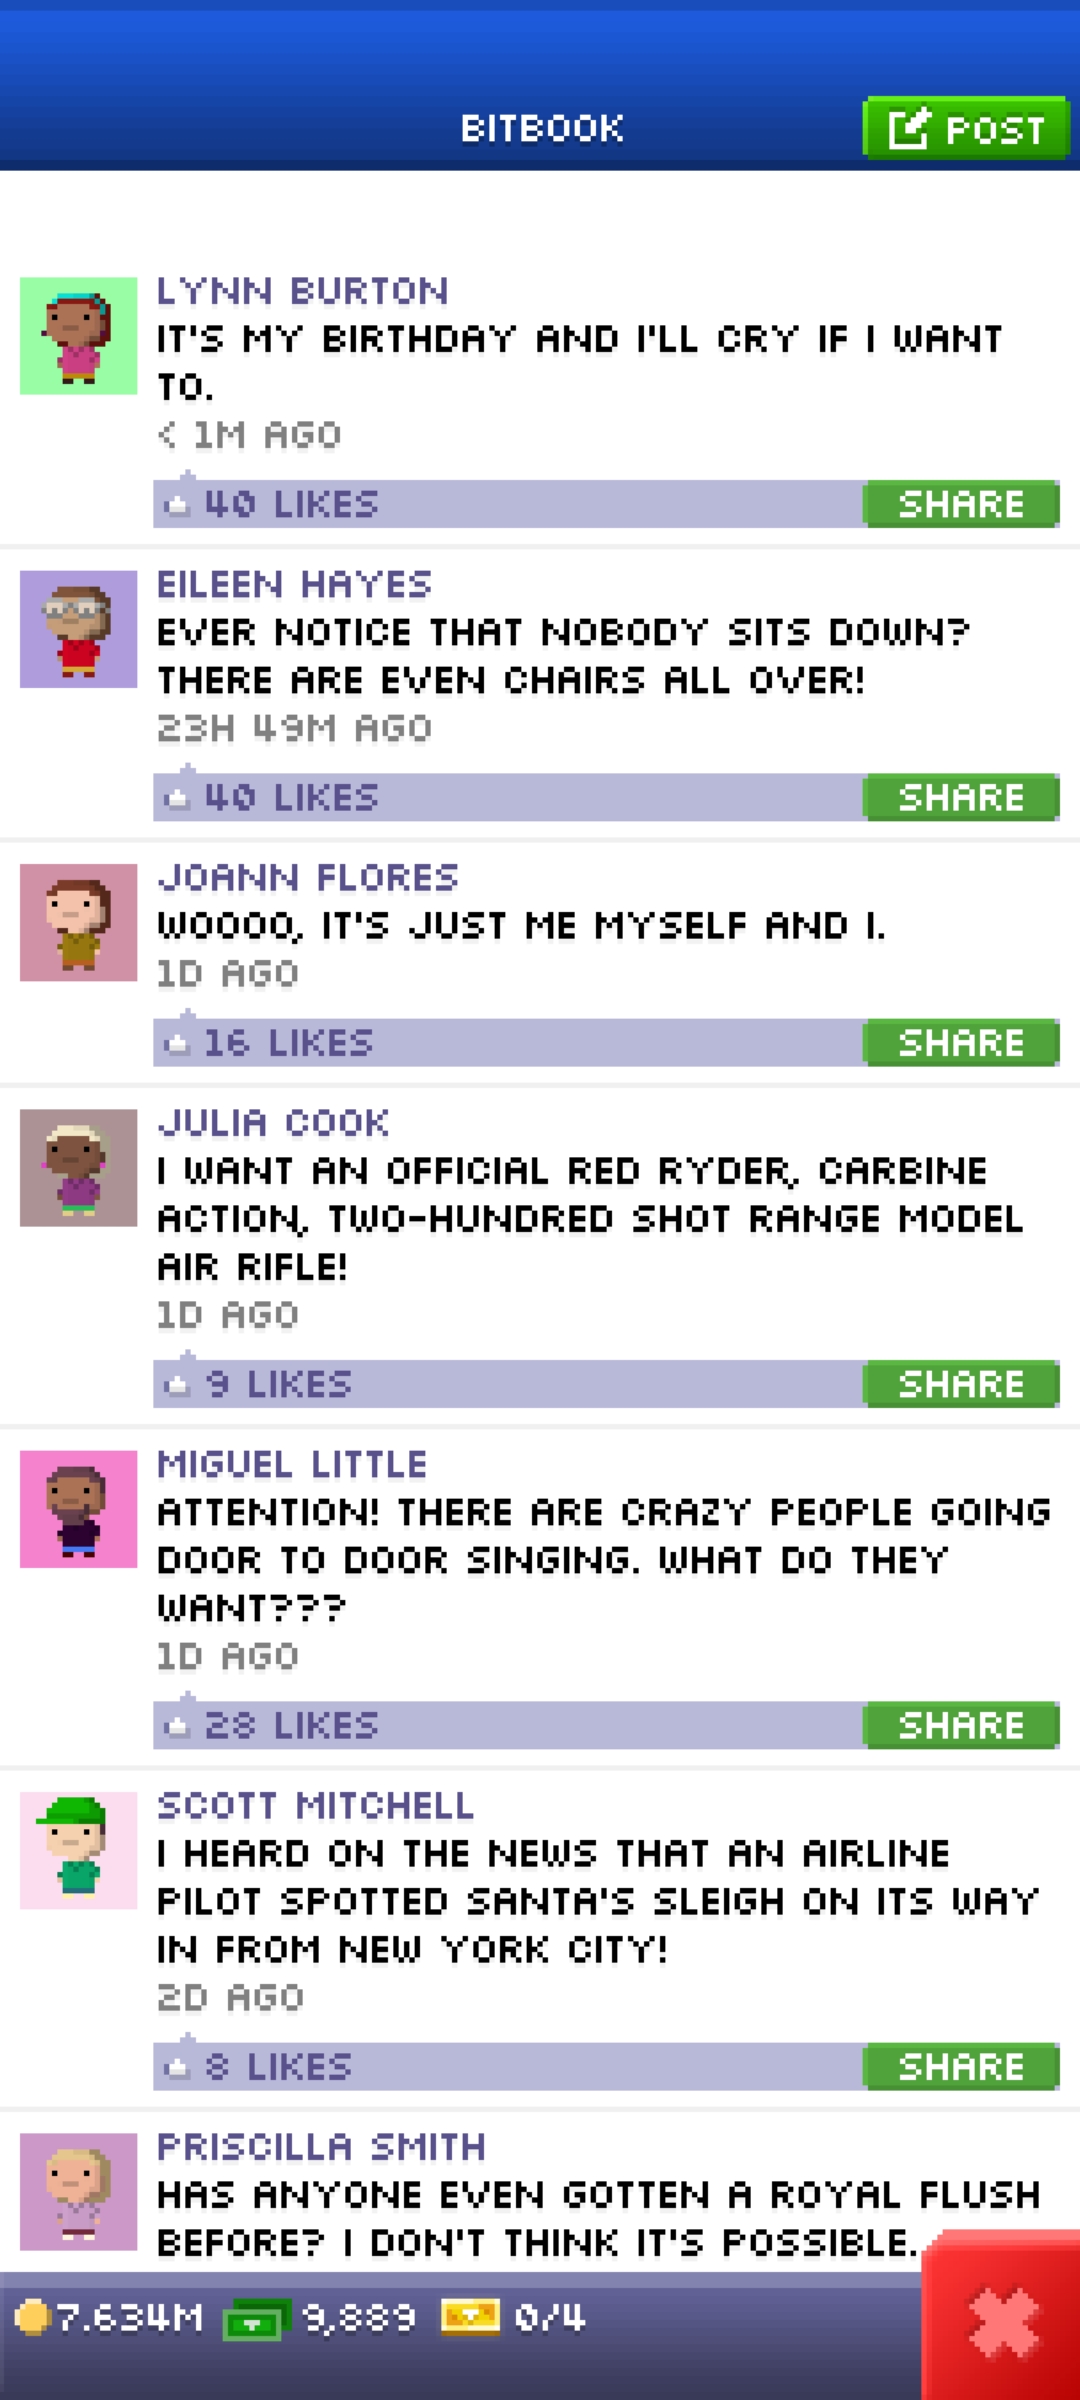 BITBOOK
POST
LYNN BURTON
IT'S MY BIRTHDAY AND I'LL CRY IF I WANT
TO.
< 1M AGO
40 LIKES
SHARE
EILEEN HAYES
EVER NOTICE THAT NOBODY SITS DOWN?
THERE ARE EVEN CHAIRS ALL OVER!
23H 49M AGO
40 LIKES
SHARE
JOANN FLORES
WOOOO, IT'S JUST ME MYSELF AND I.
1D AGO
16 LIKES
SHARE
JULIA COOK
I WANT AN OFFICIAL RED RYDER, CARBINE
ACTION, TWO-HUNDRED SHOT RANGE MODEL
AIR RIFLE!
1D AGO
9 LIKES
SHARE
MIGUEL LITTLE
ATTENTION! THERE ARE CRAZY PEOPLE GOING
DOOR TO DOOR SINGING. WHAT DO THEY
WANT???
1D AGO
28 LIKES
SHARE
SCOTT MITCHELL
I HEARD ON THE NEWS THAT AN AIRLINE
PILOT SPOTTED SANTA'S SLEIGH ON ITS WAY
IN FROM NEW YORK CITY!
2D AGO
8 LIKES
SHARE
PRISCILLA SMITH
HAS ANYONE EVEN GOTTEN A ROYAL FLUSH
BEFORE? I DON'T THINK IT'S POSSIBLE.
7.634M 9,889 0/4